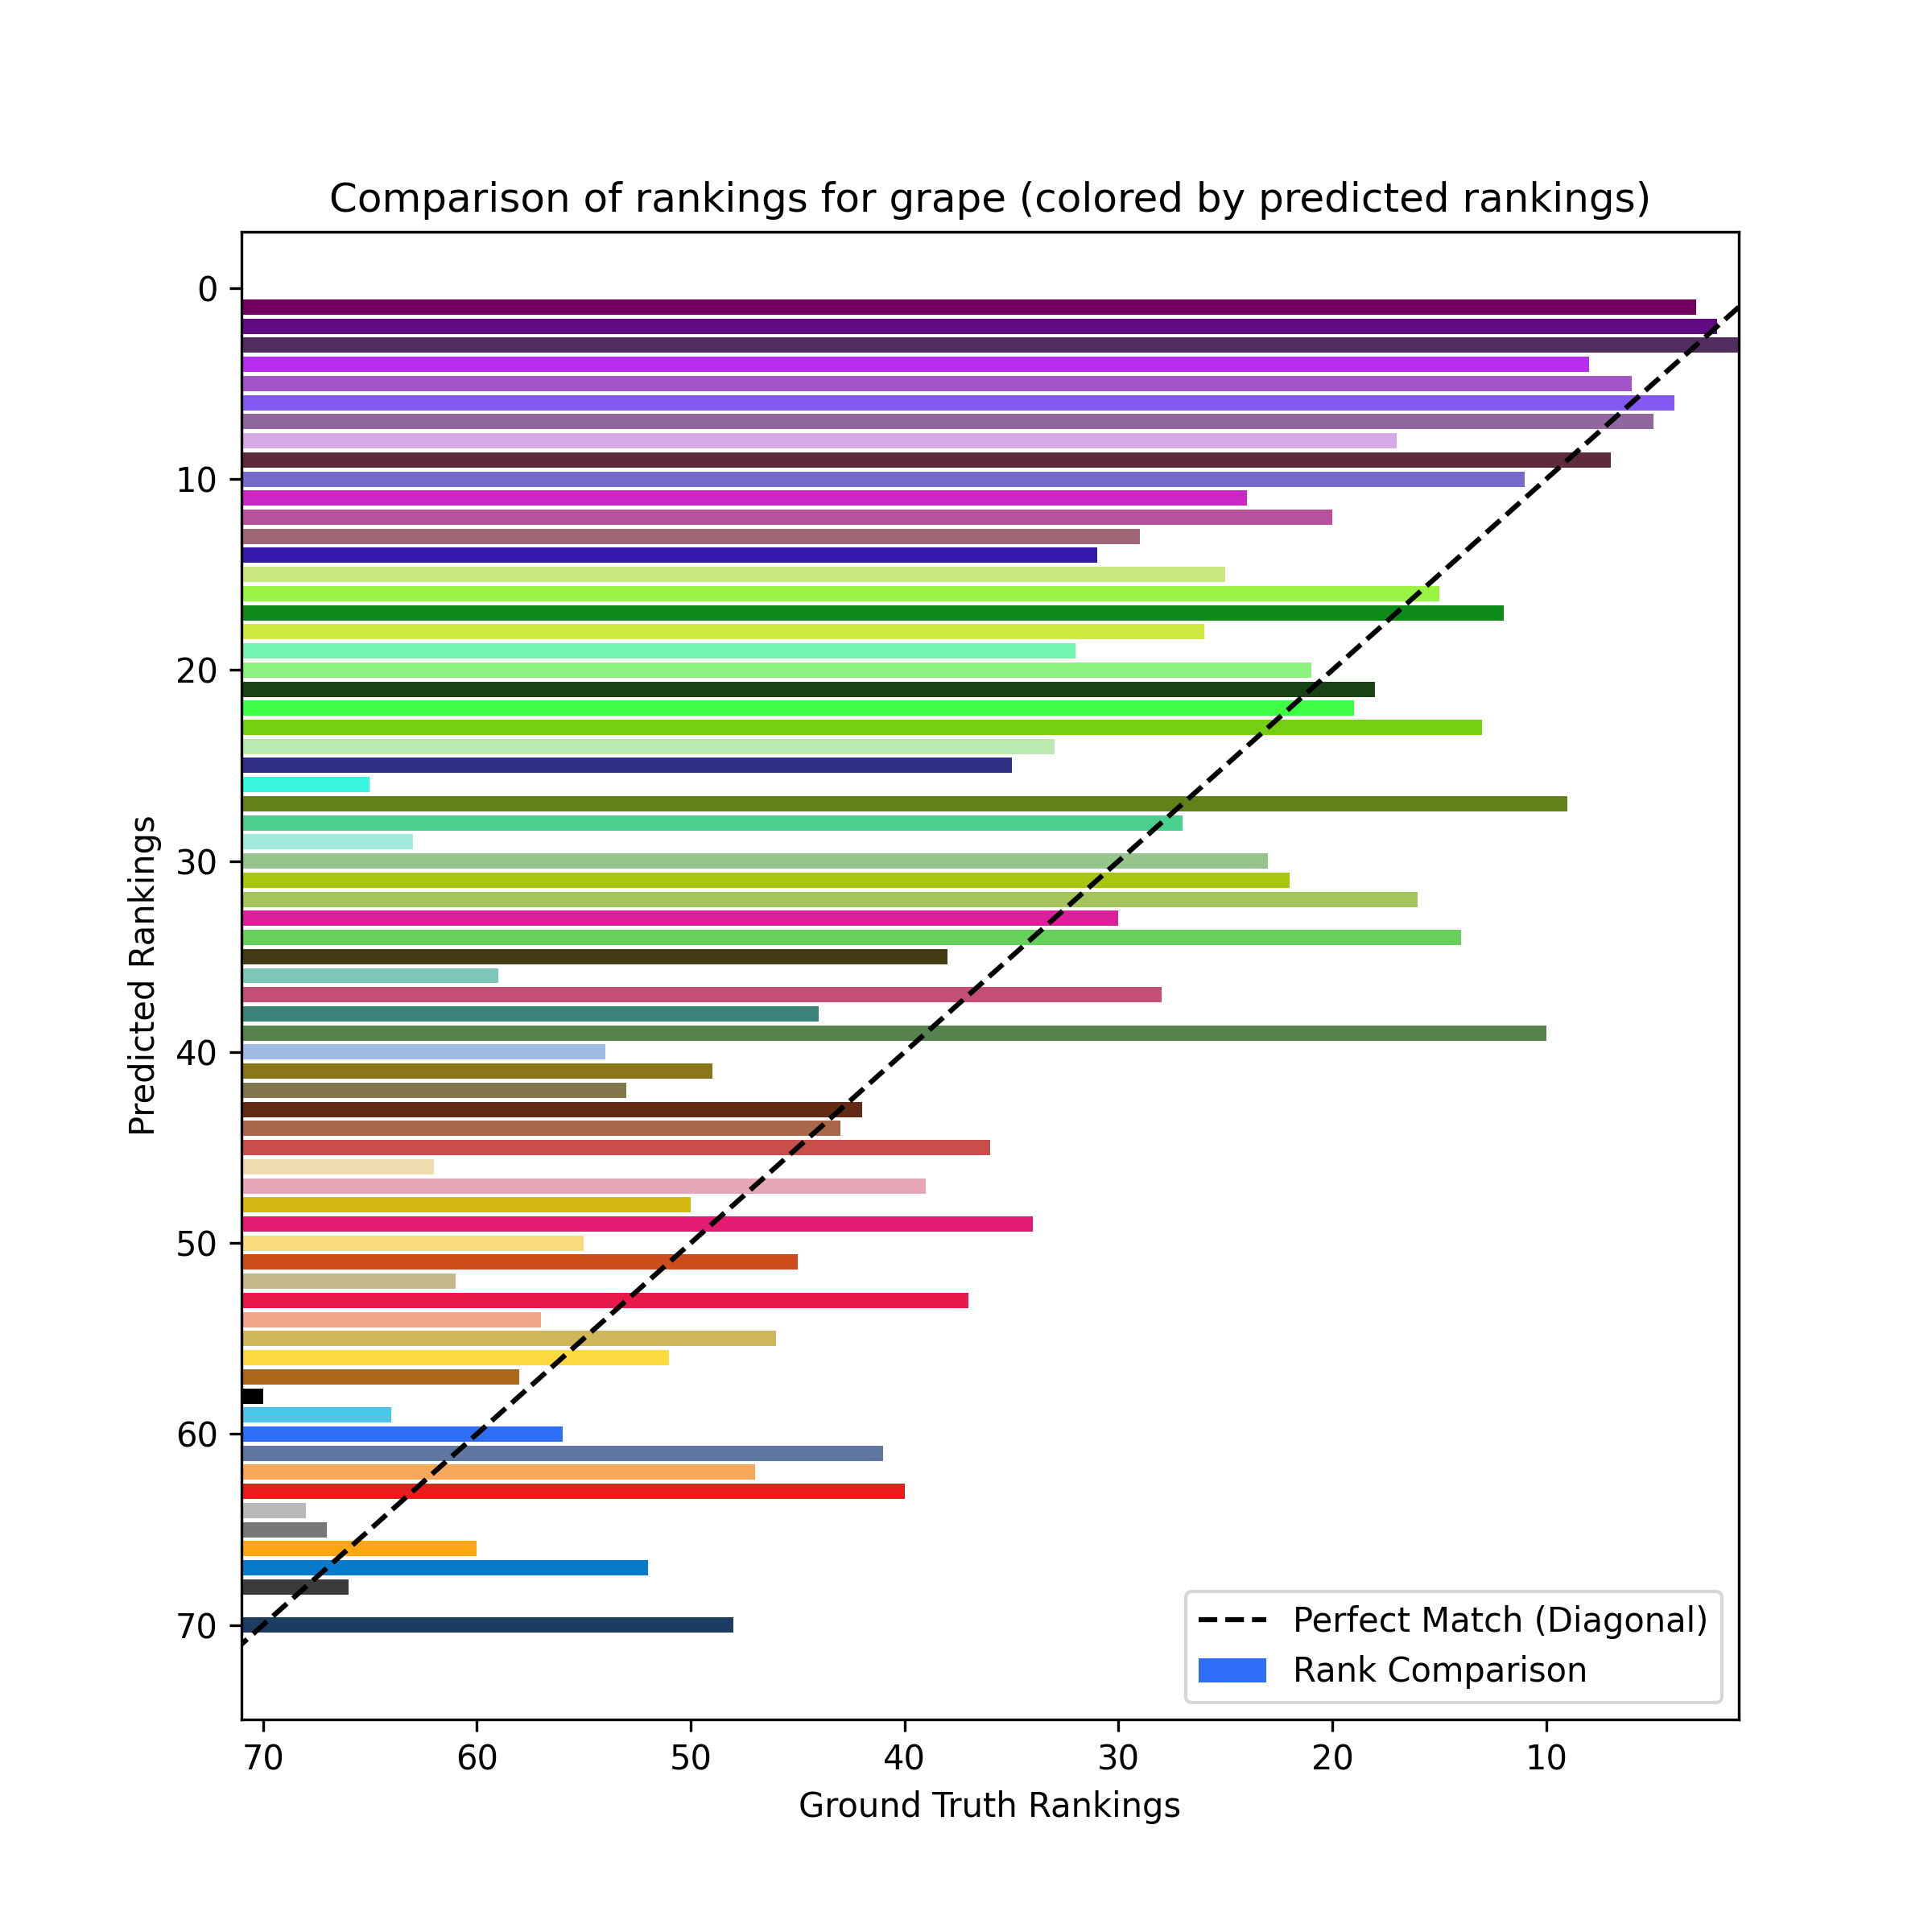 Comparison of rankings for grape (colored by predicted rankings)
Predicted Rankings
0
10
20
30
40
50
60
70
70 60 50 40 30 20 10
Ground Truth Rankings
Perfect Match (Diagonal)
Rank Comparison